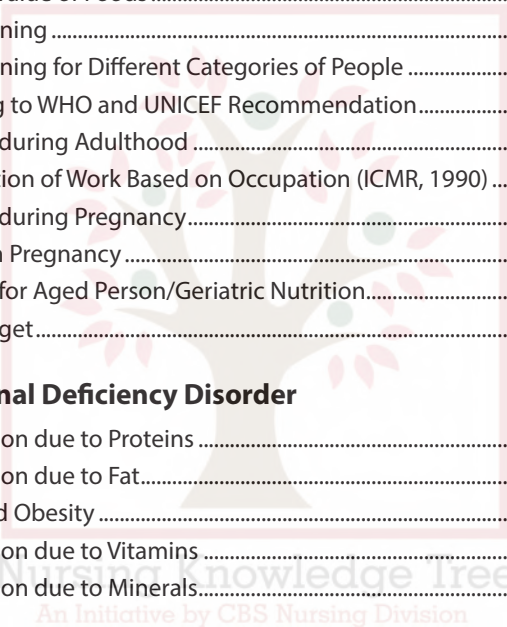 ning ....................
ning for Different Categories of People ....................
g to WHO and UNICEF Recommendation....................
during Adulthood ....................
tion of Work Based on Occupation (ICMR, 1990) ...
during Pregnancy....................
n Pregnancy ....................
for Aged Person/Geriatric Nutrition....................
get....................
nal Deficiency Disorder
on due to Proteins ....................
on due to Fat....................
d Obesity ....................
on due to Vitamins ....................
Nursing Knowledge Tree
on due to Minerals....................
An Initiative by CBS Nursing Division